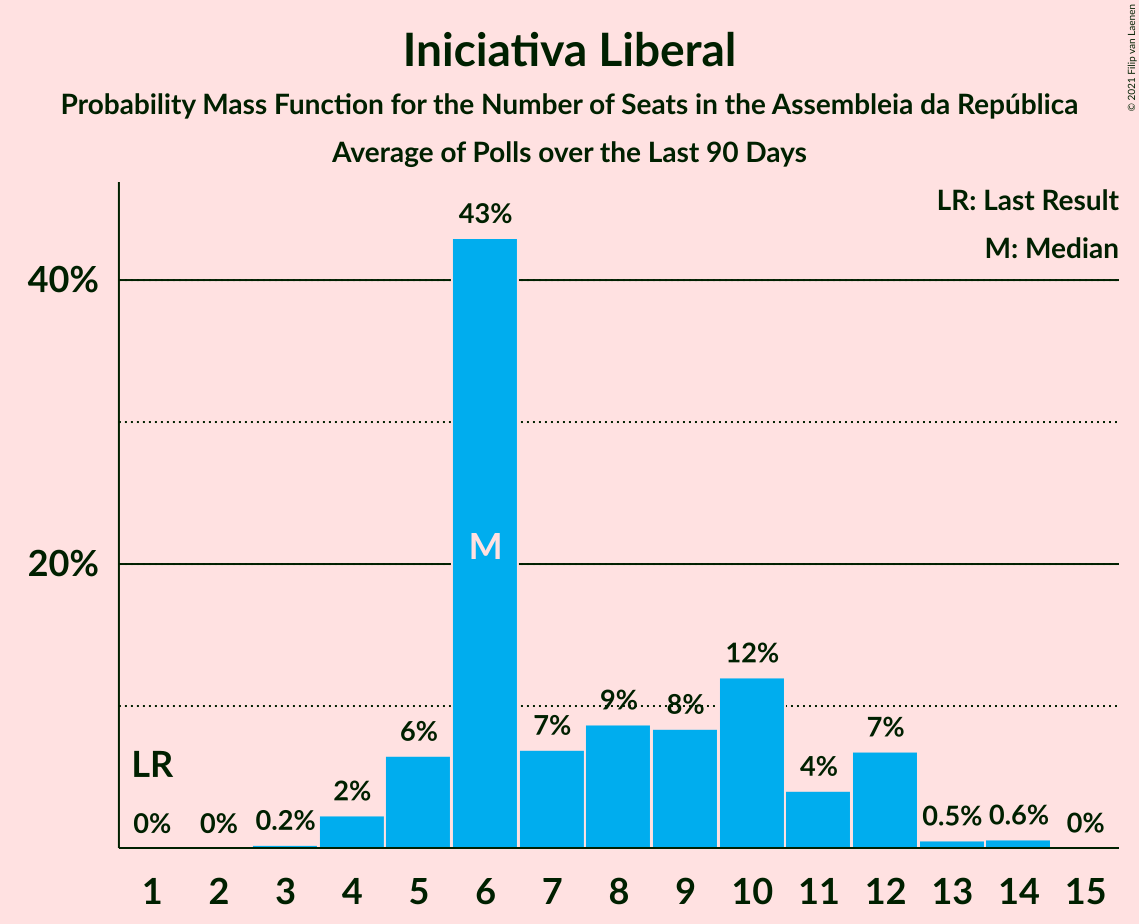 Iniciativa Liberal
Probability Mass Function for the Number of Seats in the Assembleia da República
Average of Polls over the Last 90 Days
© 2021 Filip van Laenen
LR: Last Result
M: Median
43%
40%
M
20%
12%
9%
8%
7%
7%
6%
LR
4%
2%
0%
0%
0.2%
0.5%
0.6%
0%
1 2 3 4 5 6 7 8 9 10 11 12 13 14 15